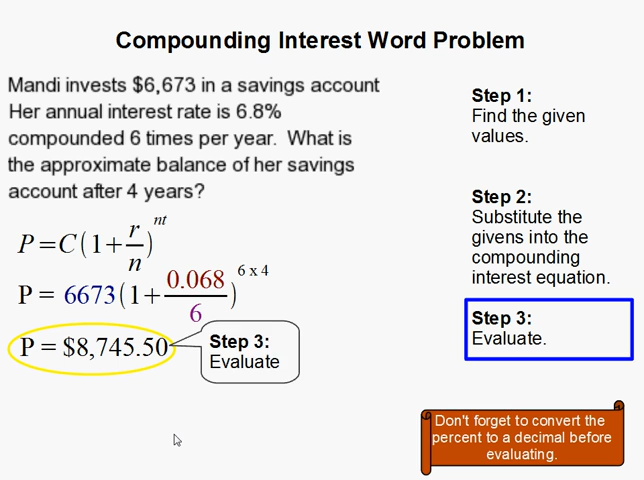 Compounding Interest Word Problem
Mandi invests $6,673 in a savings account
Her annual interest rate is 6.8%
compounded 6 times per year. What is
the approximate balance of her savings
account after 4 years?
P=C(1+r/n)^nt
P = 6673(1+0.068/6)^6 x 4
P = $8,745.50
Step 3:
Evaluate
Step 1:
Find the given
values.
Step 2:
Substitute the
givens into the
compounding
interest equation.
Step 3:
Evaluate.
Don't forget to convert the
percent to a decimal before
evaluating.